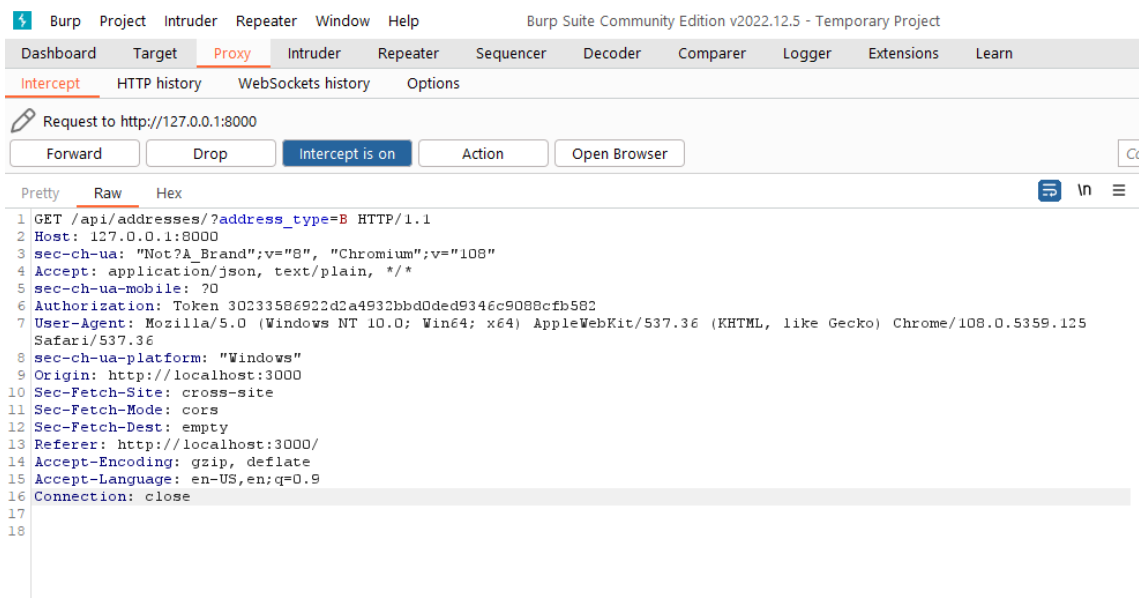 Burp Project Intruder Repeater Window Help Burp Suite Community Edition v2022.12.5 - Temporary Project
Dashboard Target Proxy Intruder Repeater Sequencer Decoder Comparer Logger Extensions Learn
Intercept HTTP history WebSockets history Options
Request to http://127.0.0.1:8000
Forward Drop Intercept is on Action Open Browser
Pretty Raw Hex \n
1 GET /api/addresses/?address_type=B HTTP/1.1
2 Host: 127.0.0.1:8000
3 sec-ch-ua: "Not?A_Brand";v="8", "Chromium";v="108"
4 Accept: application/json, text/plain, */*
5 sec-ch-ua-mobile: ?0
6 Authorization: Token 30233586922d2a4932bbd0ded9346c9088cfb582
7 User-Agent: Mozilla/5.0 (Windows NT 10.0; Win64; x64) AppleWebKit/537.36 (KHTML, like Gecko) Chrome/108.0.5359.125
Safari/537.36
8 sec-ch-ua-platform: "Windows"
9 Origin: http://localhost:3000
10 Sec-Fetch-Site: cross-site
11 Sec-Fetch-Mode: cors
12 Sec-Fetch-Dest: empty
13 Referer: http://localhost:3000/
14 Accept-Encoding: gzip, deflate
15 Accept-Language: en-US,en;q=0.9
16 Connection: close
17
18